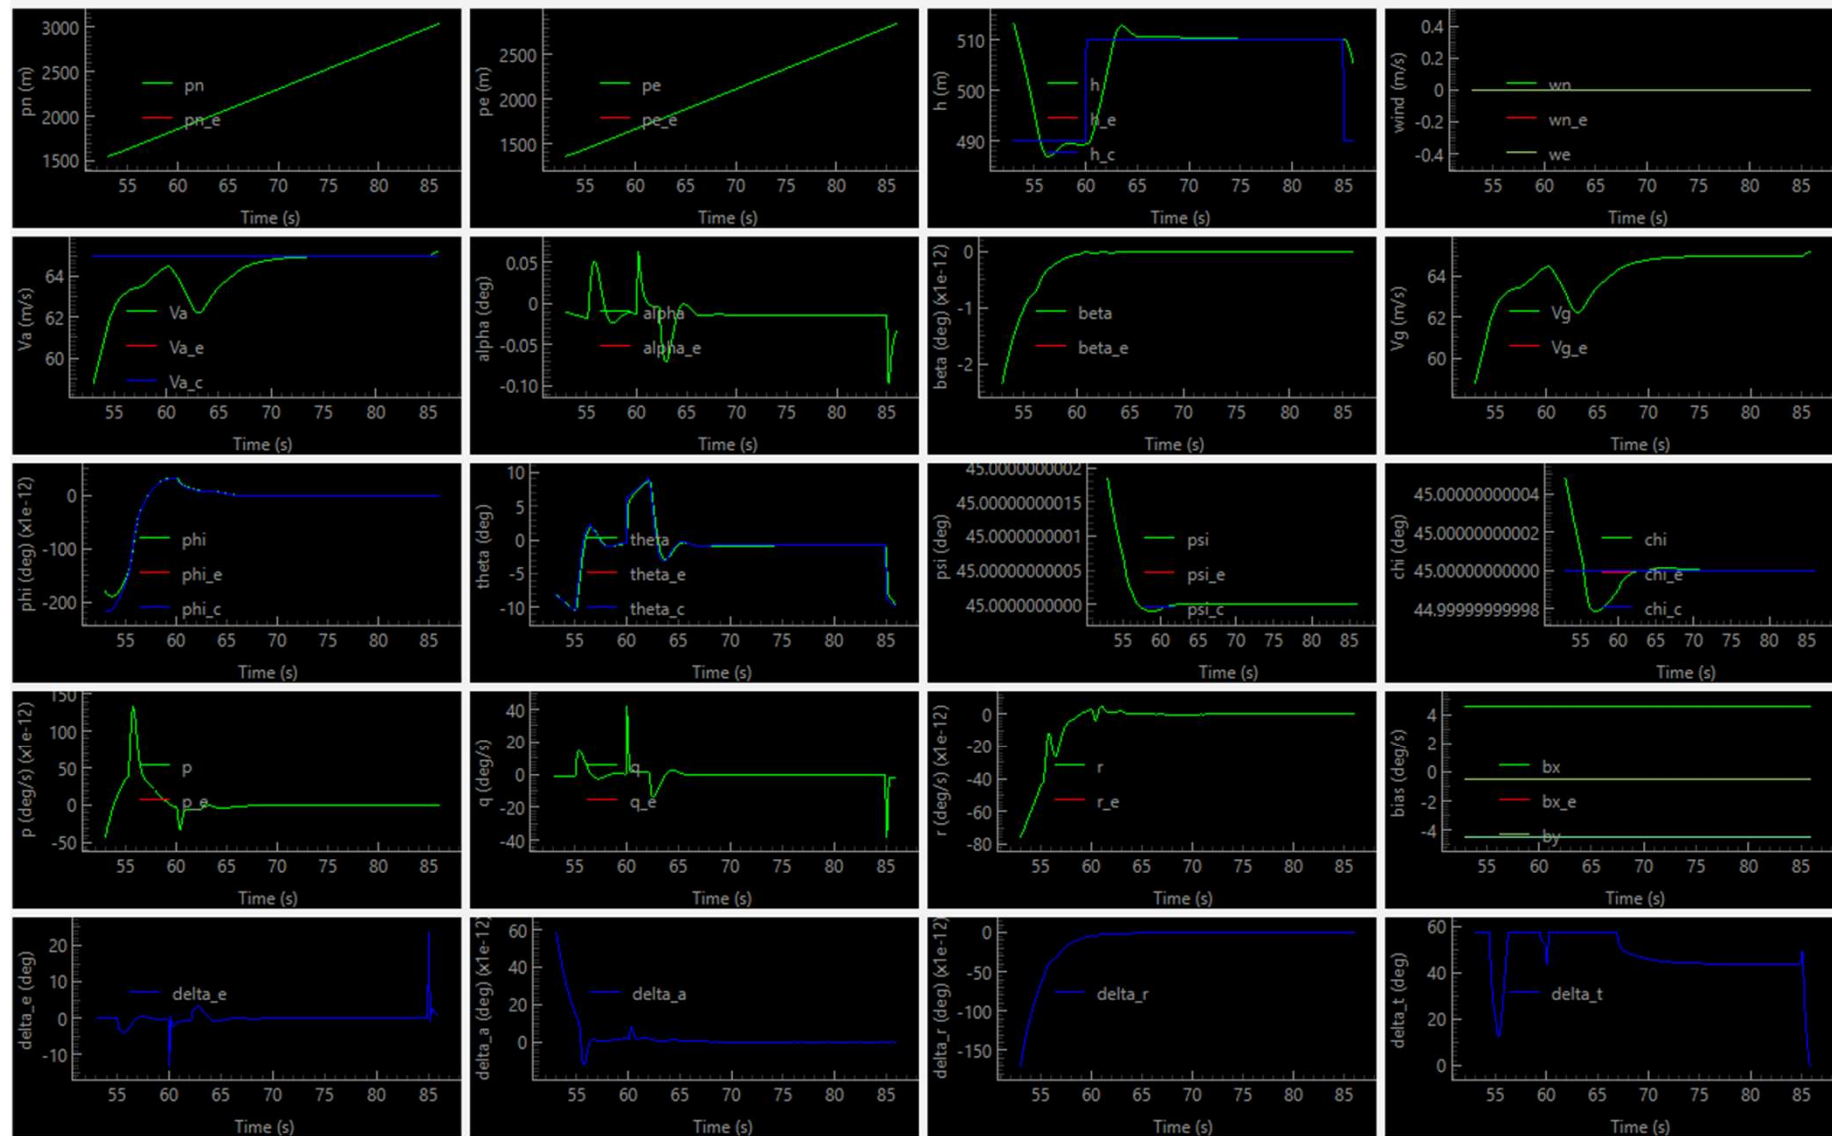 pn (m)
3000
2500
2000
1500
pn
pn_e
55 60 65 70 75 80 85
Time (s)
pe (m)
2500
2000
1500
pe
pe_e
55 60 65 70 75 80 85
Time (s)
h (m)
510
500
490
h
h_e
h_c
55 60 65 70 75 80 85
Time (s)
wind (m/s)
0.4
0.2
0
-0.2
-0.4
wn
wn_e
we
55 60 65 70 75 80 85
Time (s)
Va (m/s)
64
62
60
Va
Va_e
Va_c
55 60 65 70 75 80 85
Time (s)
alpha (deg)
0.05
0
-0.05
-0.10
alpha
alpha_e
55 60 65 70 75 80 85
Time (s)
beta (deg) (x1e-12)
0
-1
-2
beta
beta_e
55 60 65 70 75 80 85
Time (s)
Vg (m/s)
64
62
60
Vg
Vg_e
55 60 65 70 75 80 85
Time (s)
phi (deg) (x1e-12)
0
-100
-200
phi
phi_e
phi_c
55 60 65 70 75 80 85
Time (s)
theta (deg)
10
5
0
-5
-10
theta
theta_e
theta_c
55 60 65 70 75 80 85
Time (s)
psi (deg)
45.0000000002
45.00000000015
45.0000000001
45.00000000005
45.0000000000
psi
psi_e
psi_c
55 60 65 70 75 80 85
Time (s)
chi (deg)
45.00000000004
45.00000000002
45.00000000000
44.99999999998
chi
chi_e
chi_c
55 60 65 70 75 80 85
Time (s)
p (deg/s) (x1e-12)
150
100
50
0
-50
p
p_e
55 60 65 70 75 80 85
Time (s)
q (deg/s)
40
20
0
-20
-40
q
q_e
55 60 65 70 75 80 85
Time (s)
r (deg/s) (x1e-12)
0
-20
-40
-60
-80
r
r_e
55 60 65 70 75 80 85
Time (s)
bias (deg/s)
4
2
0
-2
-4
bx
bx_e
by
55 60 65 70 75 80 85
Time (s)
delta_e (deg)
20
10
0
-10
delta_e
55 60 65 70 75 80 85
Time (s)
delta_a (deg) (x1e-12)
60
40
20
0
delta_a
55 60 65 70 75 80 85
Time (s)
delta_r (deg) (x1e-12)
0
-50
-100
-150
delta_r
55 60 65 70 75 80 85
Time (s)
delta_t (deg)
60
40
20
0
delta_t
55 60 65 70 75 80 85
Time (s)